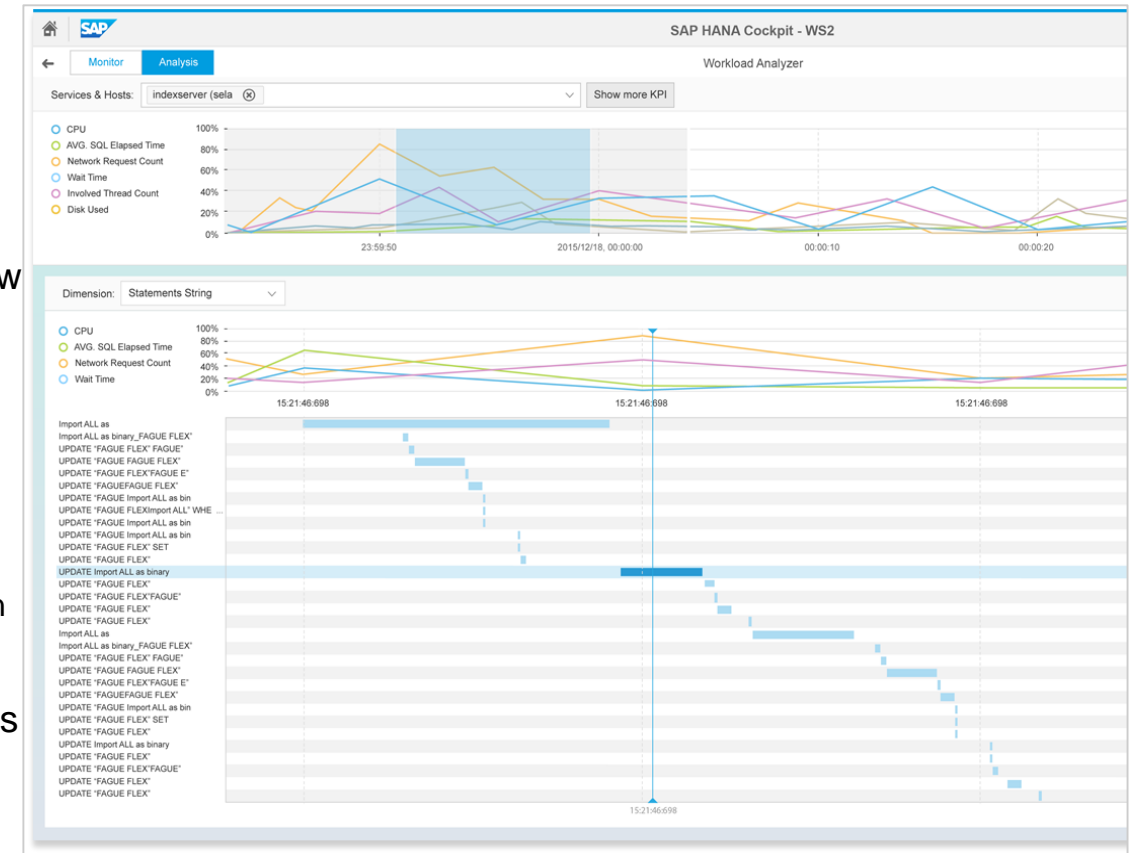 SAP
SAP HANA Cockpit - WS2
Monitor
Analysis
Workload Analyzer
Services & Hosts:
indexserver (sela
Show more KPI
CPU
AVG. SQL Elapsed Time
Network Request Count
Wait Time
Involved Thread Count
Disk Used
100%
80%
60%
40%
20%
0%
23:59:50
2015/12/18, 00:00:00
00:00:10
00:00:20
w
Dimension:
Statements String
CPU
AVG. SQL Elapsed Time
Network Request Count
Wait Time
100%
80%
60%
40%
20%
0%
15:21:46:698
15:21:46:698
15:21:46:698
Import ALL as
Import ALL as binary_FAGUE FLEX"
UPDATE "FAGUE FLEX" FAGUE"
UPDATE "FAGUE FAGUE FLEX"
UPDATE "FAGUE FLEX"FAGUE E"
UPDATE "FAGUEFAGUE FLEX"
UPDATE "FAGUE Import ALL as bin
UPDATE "FAGUE FLEXImport ALL" WHE ...
UPDATE "FAGUE Import ALL as bin
UPDATE "FAGUE Import ALL as bin
UPDATE "FAGUE FLEX" SET
UPDATE "FAGUE FLEX"
UPDATE Import ALL as binary
UPDATE "FAGUE FLEX"
UPDATE "FAGUE FLEX"FAGUE"
UPDATE "FAGUE FLEX"
UPDATE "FAGUE FLEX"
Import ALL as
Import ALL as binary_FAGUE FLEX"
UPDATE "FAGUE FLEX" FAGUE"
UPDATE "FAGUE FAGUE FLEX"
UPDATE "FAGUE FLEX"FAGUE E"
UPDATE "FAGUEFAGUE FLEX"
UPDATE "FAGUE Import ALL as bin
UPDATE "FAGUE FLEX" SET
UPDATE "FAGUE FLEX"
UPDATE Import ALL as binary
UPDATE "FAGUE FLEX"
UPDATE "FAGUE FLEX"FAGUE"
UPDATE "FAGUE FLEX"
UPDATE "FAGUE FLEX"
s
15:21:46:698